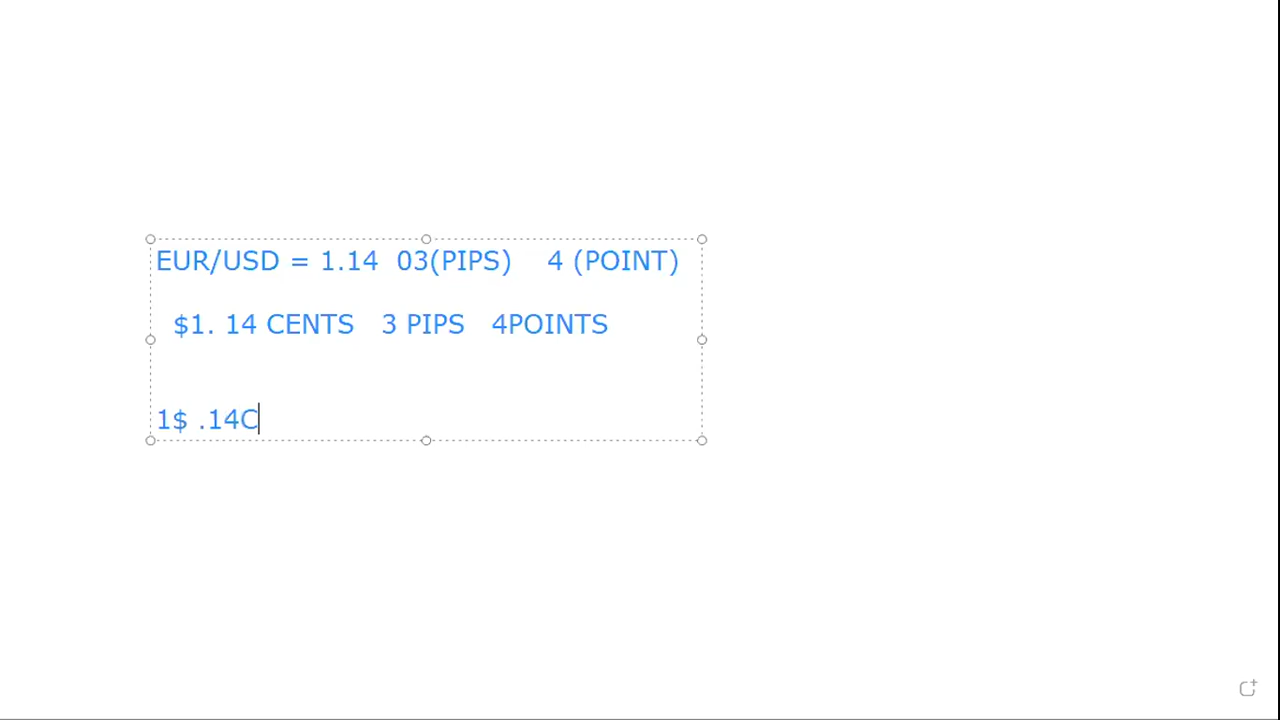 EUR/USD = 1.14 03(PIPS) 4 (POINT)
$1. 14 CENTS 3 PIPS 4POINTS
1$ .14C